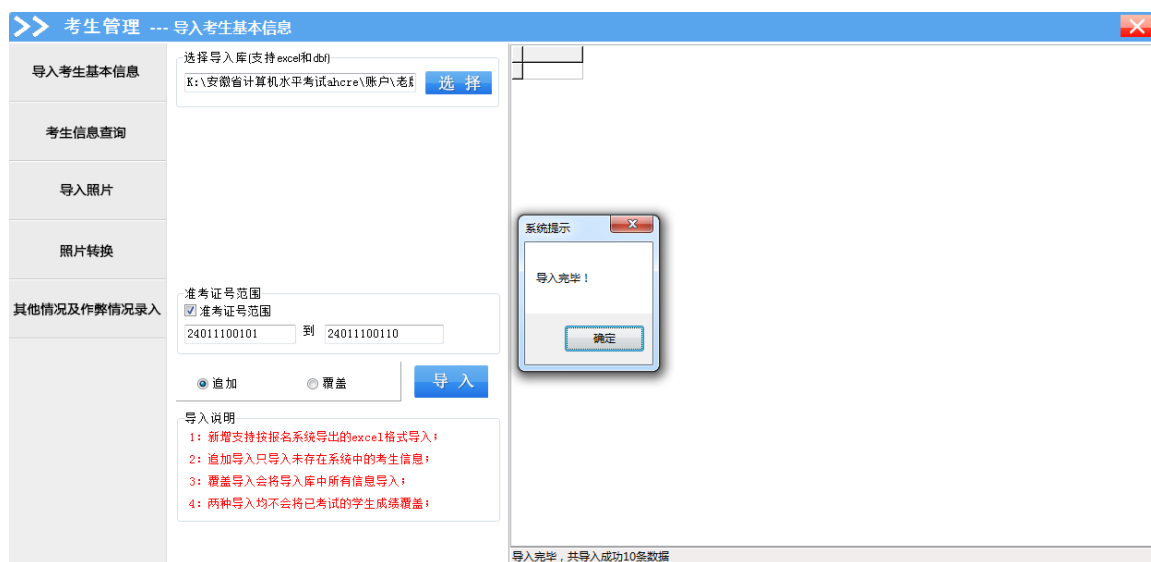 >> 考生管理 --- 导入考生基本信息
导入考生基本信息
考生信息查询
导入照片
照片转换
其他情况及作弊情况录入
选择导入库(支持excel和dbf)
K:\安徽省计算机水平考试ahcre\账户\老
选 择
准考证号范围
准考证号范围
24011100101 到 24011100110
追加 覆盖
导 入
导入说明
1: 新增支持按报名系统导出的excel格式导入;
2: 追加导入只导入未存在系统中的考生信息;
3: 覆盖导入会将导入库中所有信息导入;
4: 两种导入均不会将已考试的学生成绩覆盖;
系统提示
导入完毕！
确定
导入完毕，共导入成功10条数据